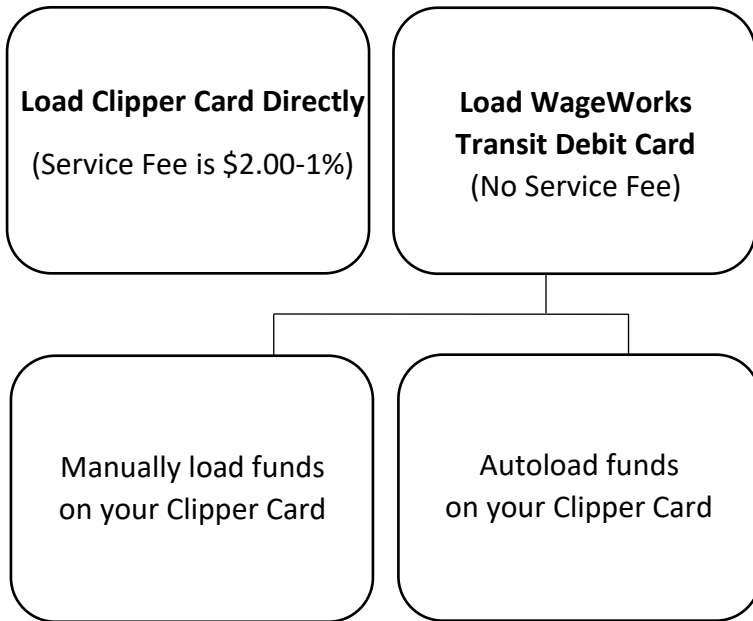 Load Clipper Card Directly
(Service Fee is $2.00-1%)
Load WageWorks
Transit Debit Card
(No Service Fee)
Manually load funds
on your Clipper Card
Autoload funds
on your Clipper Card